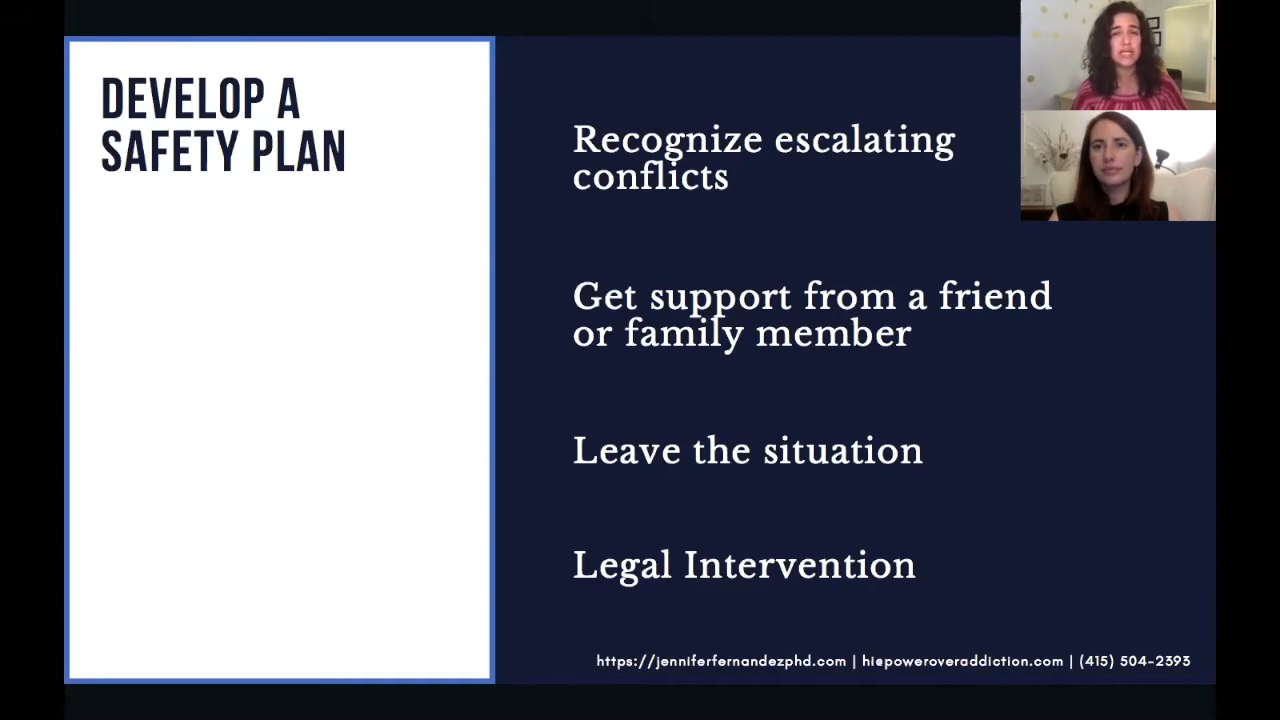 DEVELOP A
SAFETY PLAN
Recognize escalating
conflicts
Get support from a friend
or family member
Leave the situation
Legal Intervention
https://jenniferfernandezphd.com | hiepoweroveraddiction.com | (415) 504-2393